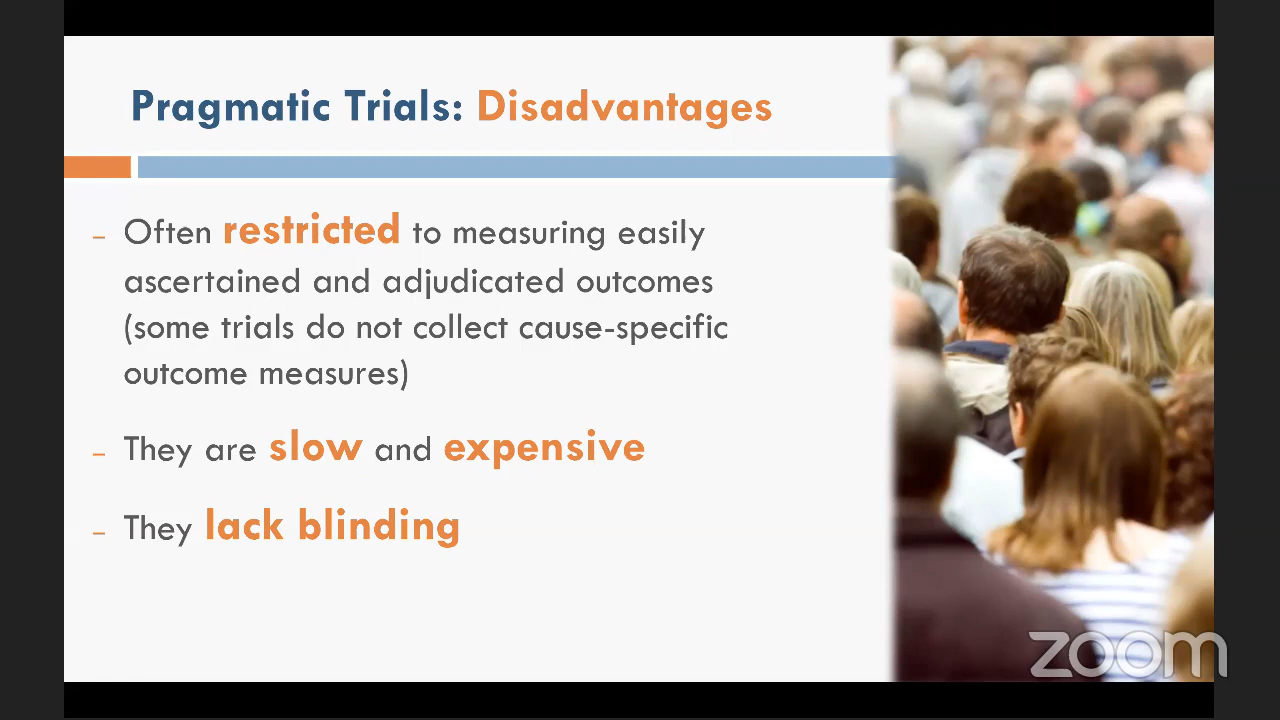 Pragmatic Trials: Disadvantages
– Often restricted to measuring easily
ascertained and adjudicated outcomes
(some trials do not collect cause-specific
outcome measures)
– They are slow and expensive
– They lack blinding
zoom